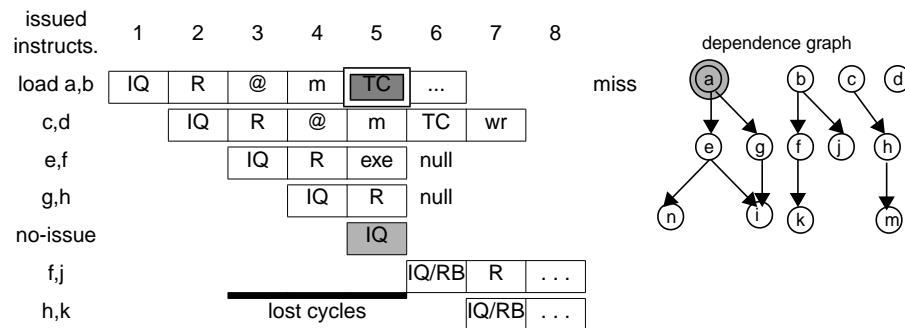 issued instructs. 1 2 3 4 5 6 7 8
load a,b IQ R @ m TC ... miss
c,d IQ R @ m TC wr
e,f IQ R exe null
g,h IQ R null
no-issue IQ
f,j IQ/RB R . . .
h,k lost cycles IQ/RB . . .
dependence graph
a b c d
e g f j h
n i k m